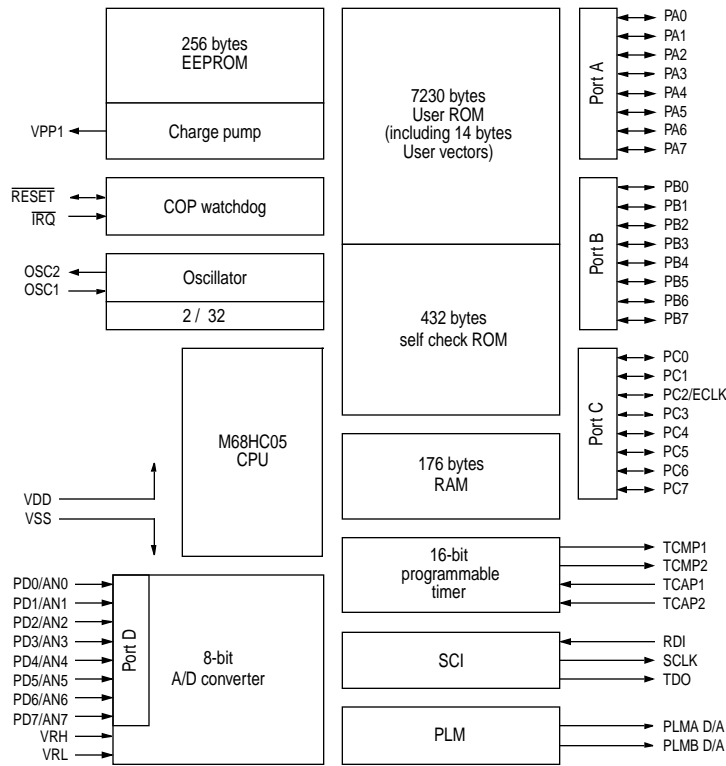 256 bytes
EEPROM
Charge pump
VPP1
RESET
IRQ
COP watchdog
OSC2
OSC1
Oscillator
2 / 32
M68HC05
CPU
VDD
VSS
PD0/AN0
PD1/AN1
PD2/AN2
PD3/AN3
PD4/AN4
PD5/AN5
PD6/AN6
PD7/AN7
VRH
VRL
Port D
8-bit
A/D converter
7230 bytes
User ROM
(including 14 bytes
User vectors)
432 bytes
self check ROM
176 bytes
RAM
16-bit
programmable
timer
SCI
PLM
Port A
PA0
PA1
PA2
PA3
PA4
PA5
PA6
PA7
Port B
PB0
PB1
PB2
PB3
PB4
PB5
PB6
PB7
Port C
PC0
PC1
PC2/ECLK
PC3
PC4
PC5
PC6
PC7
TCMP1
TCMP2
TCAP1
TCAP2
RDI
SCLK
TDO
PLMA D/A
PLMB D/A